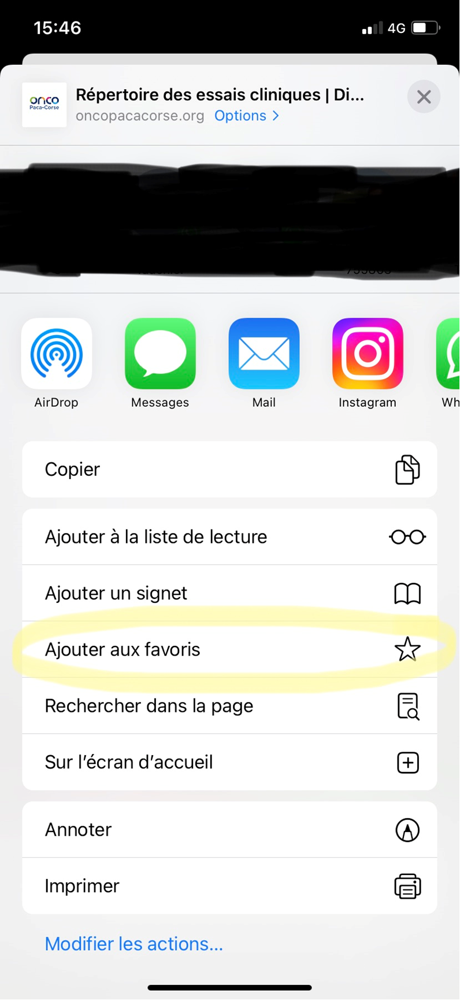 15:46
4G
onco
Paca-Corse
Répertoire des essais cliniques | Di...
oncopacacorse.org Options >
AirDrop
Messages
Mail
Instagram
Wh
Copier
Ajouter à la liste de lecture
Ajouter un signet
Ajouter aux favoris
Rechercher dans la page
Sur l’écran d’accueil
Annoter
Imprimer
Modifier les actions...